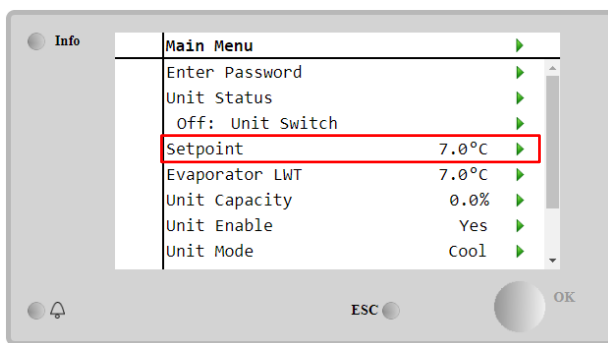 Info
Main Menu
Enter Password
Unit Status
Off: Unit Switch
Setpoint 7.0°C
Evaporator LWT 7.0°C
Unit Capacity 0.0%
Unit Enable Yes
Unit Mode Cool
ESC
OK